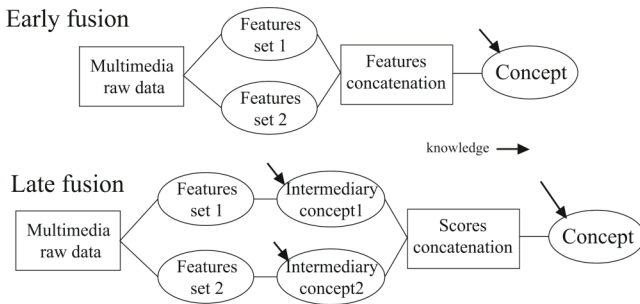 Early fusion
Multimedia
raw data
Features
set 1
Features
set 2
Features
concatenation
Concept
knowledge
Late fusion
Multimedia
raw data
Features
set 1
Intermediary
concept1
Features
set 2
Intermediary
concept2
Scores
concatenation
Concept